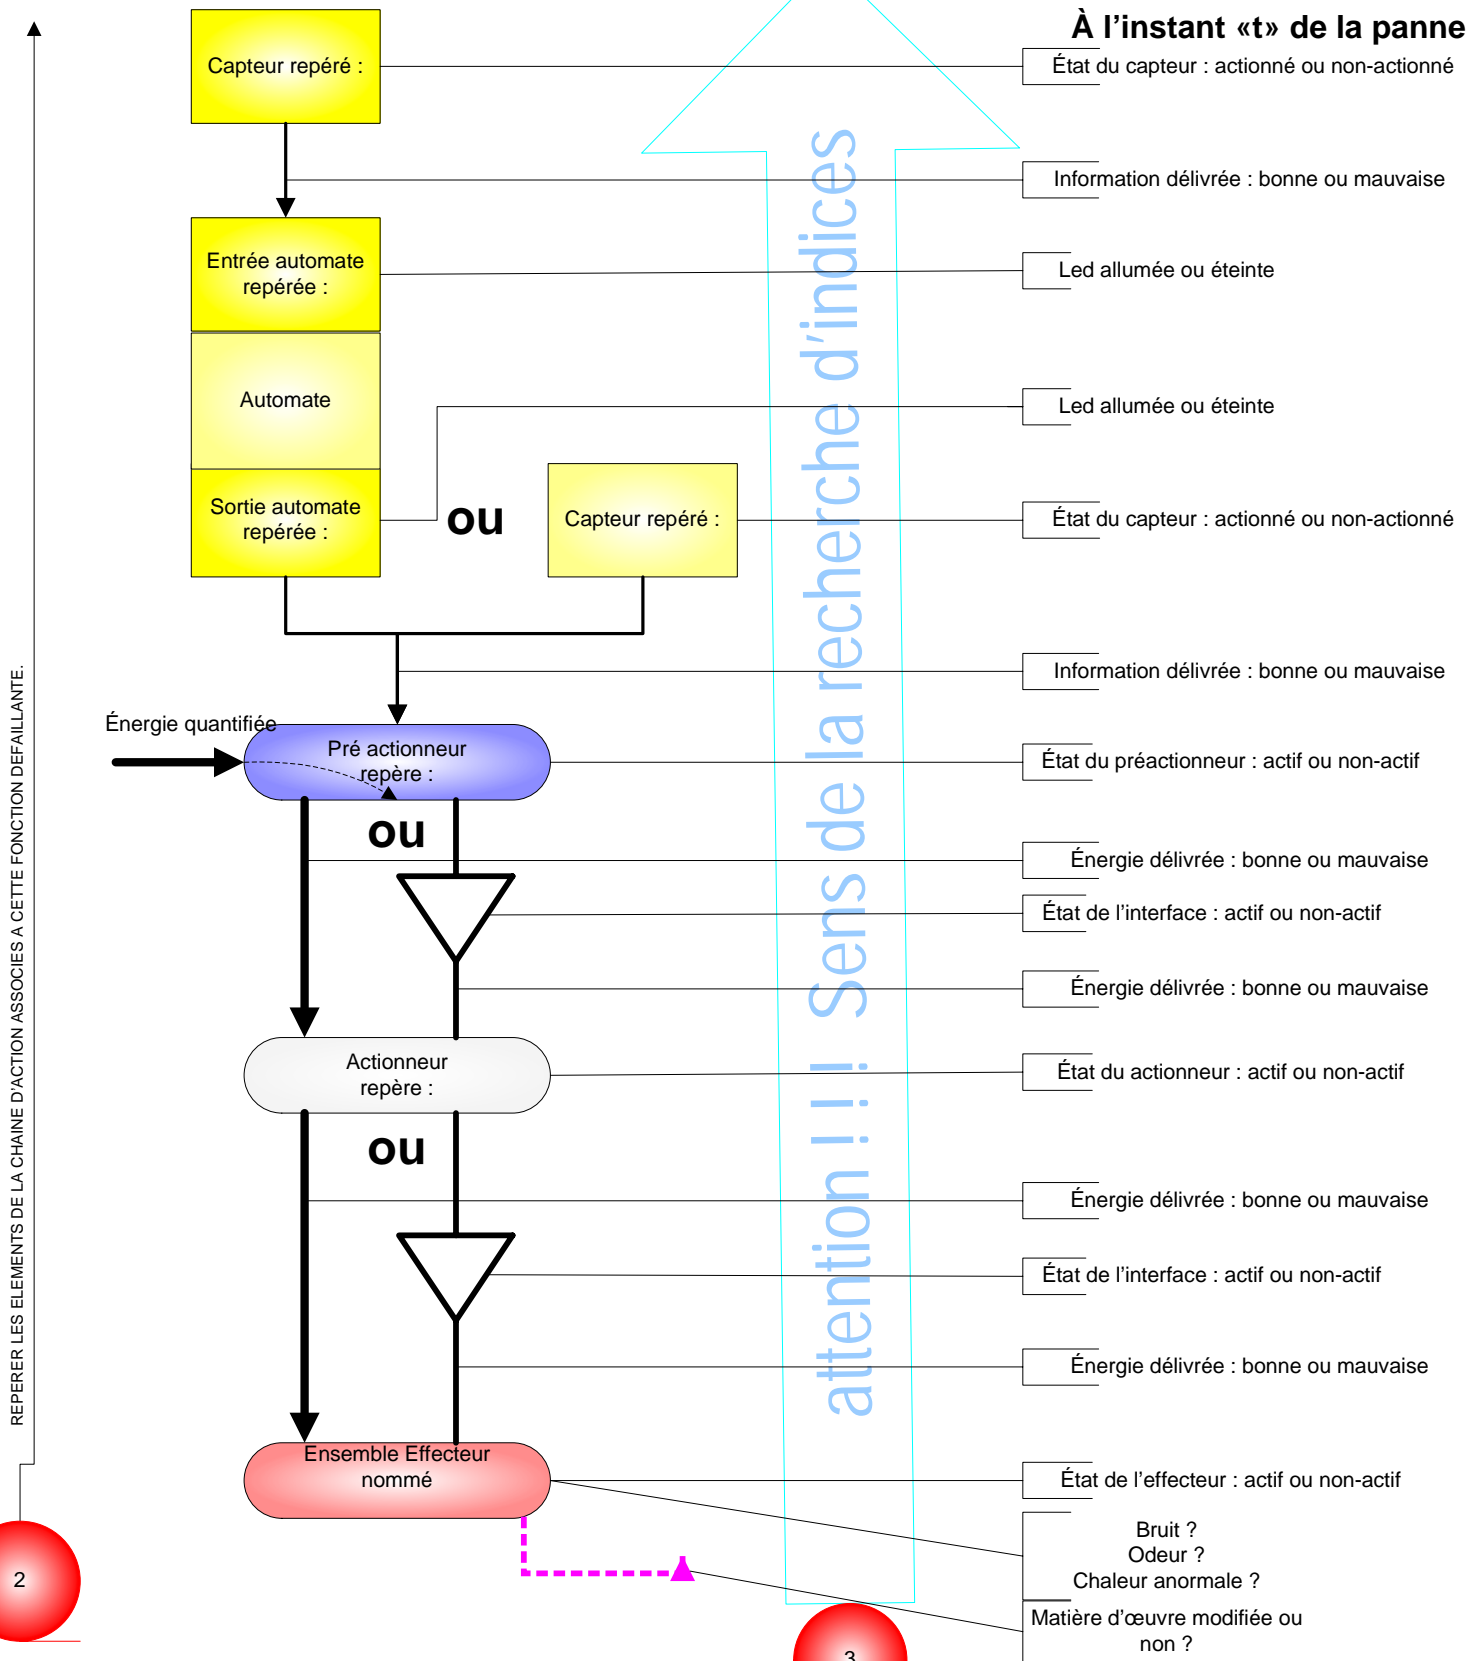 À l'instant «t» de la panne
Capteur repéré :
État du capteur : actionné ou non-actionné
Information délivrée : bonne ou mauvaise
Entrée automate
repérée :
Led allumée ou éteinte
Automate
Led allumée ou éteinte
Sortie automate
repérée :
ou
Capteur repéré :
État du capteur : actionné ou non-actionné
Information délivrée : bonne ou mauvaise
Énergie quantifiée
Pré actionneur
repère :
État du préactionneur : actif ou non-actif
ou
Énergie délivrée : bonne ou mauvaise
État de l'interface : actif ou non-actif
Énergie délivrée : bonne ou mauvaise
Actionneur
repère :
État du actionneur : actif ou non-actif
ou
Énergie délivrée : bonne ou mauvaise
État de l'interface : actif ou non-actif
Énergie délivrée : bonne ou mauvaise
Ensemble Effecteur
nommé
État de l'effecteur : actif ou non-actif
Bruit ?
Odeur ?
Chaleur anormale ?
Matière d'œuvre modifiée ou
non ?
attention ! ! ! Sens de la recherche d'indices
REPERER LES ELEMENTS DE LA CHAINE D'ACTION ASSOCIES A CETTE FONCTION DEFAILLANTE.
2
3